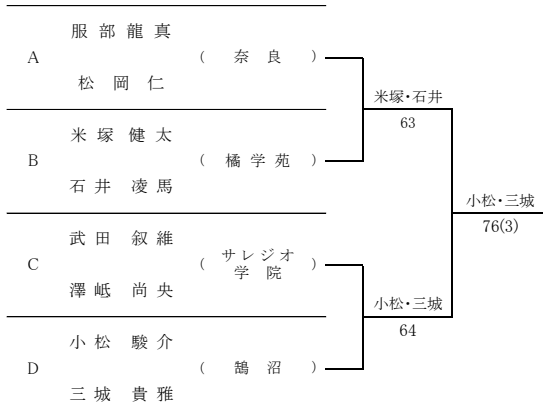 服部 龍真
A ( 奈良 )
松岡 仁
米塚 健太
B ( 橘学苑 )
石井 凌馬
武田 叙維
C ( サレジオ
学院 )
澤岻 尚央
小松 駿介
D ( 鵠沼 )
三城 貴雅
米塚・石井
63
小松・三城
64
小松・三城
76(3)